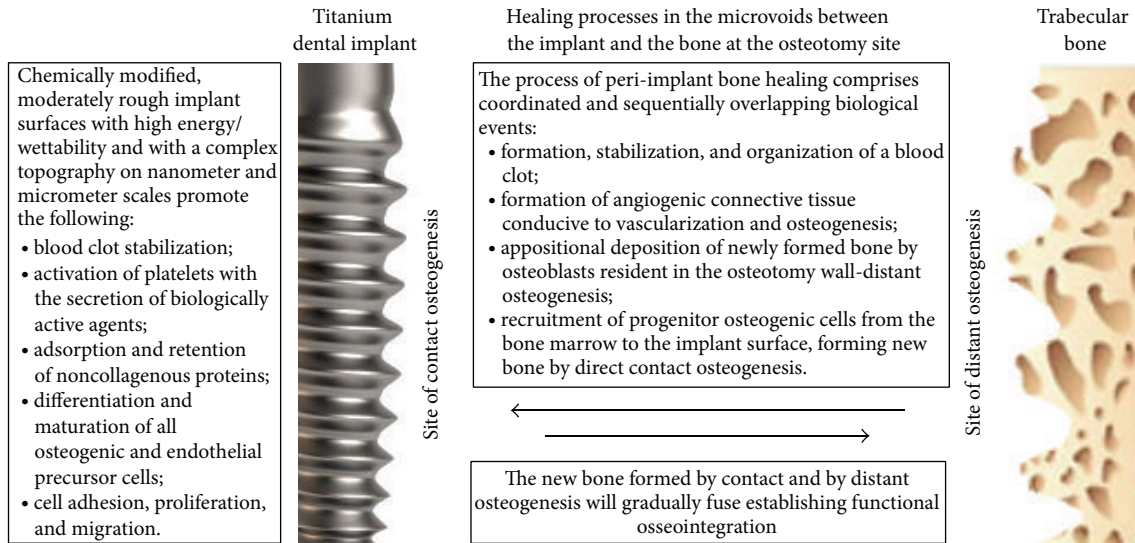 Titanium
dental implant
Healing processes in the microvoids between
the implant and the bone at the osteotomy site
Trabecular
bone
Chemically modified,
moderately rough implant
surfaces with high energy/
wettability and with a complex
topography on nanometer and
micrometer scales promote
the following:
• blood clot stabilization;
• activation of platelets with
the secretion of biologically
active agents;
• adsorption and retention
of noncollagenous proteins;
• differentiation and
maturation of all
osteogenic and endothelial
precursor cells;
• cell adhesion, proliferation,
and migration.
Site of contact osteogenesis
The process of peri-implant bone healing comprises
coordinated and sequentially overlapping biological
events:
• formation, stabilization, and organization of a blood
clot;
• formation of angiogenic connective tissue
conducive to vascularization and osteogenesis;
• appositional deposition of newly formed bone by
osteoblasts resident in the osteotomy wall-distant
osteogenesis;
• recruitment of progenitor osteogenic cells from the
bone marrow to the implant surface, forming new
bone by direct contact osteogenesis.
The new bone formed by contact and by distant
osteogenesis will gradually fuse establishing functional
osseointegration
Site of distant osteogenesis